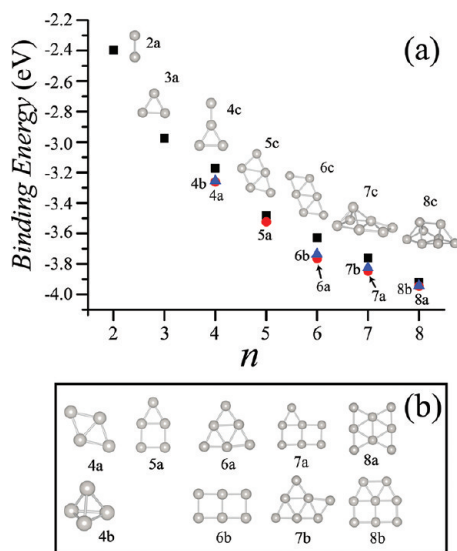 (a)
Binding Energy (eV)
-2.2
-2.4
-2.6
-2.8
-3.0
-3.2
-3.4
-3.6
-3.8
-4.0
2a
3a
4c
5c
6c
7c
8c
4b
4a
5a
6b
6a
7b
7a
8b
8a
2 3 4 5 6 7 8
n
(b)
4a 5a 6a 7a 8a
4b 6b 7b 8b